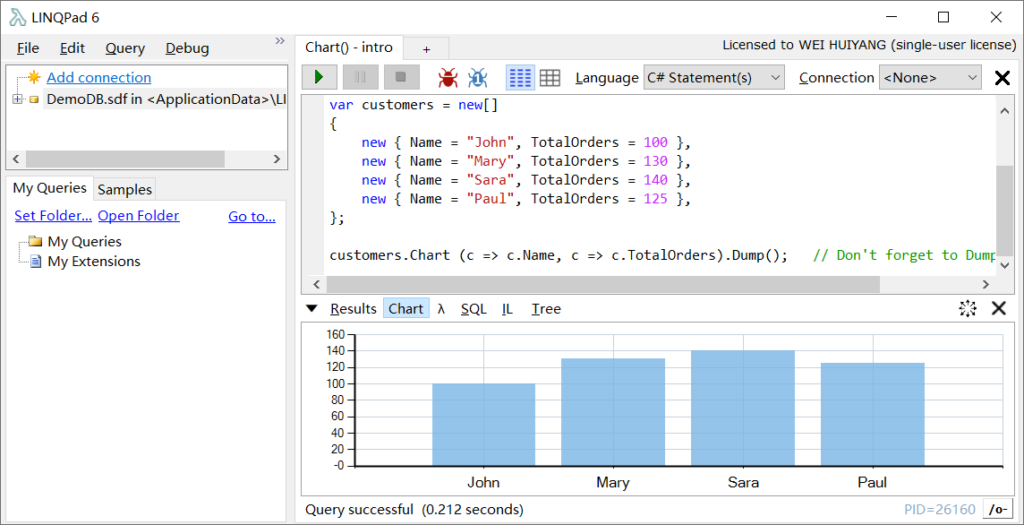 LINQPad 6
File Edit Query Debug »
Add connection
DemoDB.sdf in <ApplicationData>\LI
My Queries Samples
Set Folder... Open Folder Go to...
My Queries
My Extensions
Chart() - intro +
Licensed to WEI HUIYANG (single-user license)
Language C# Statement(s) Connection <None>
var customers = new[]
{
    new { Name = "John", TotalOrders = 100 },
    new { Name = "Mary", TotalOrders = 130 },
    new { Name = "Sara", TotalOrders = 140 },
    new { Name = "Paul", TotalOrders = 125 },
};
customers.Chart (c => c.Name, c => c.TotalOrders).Dump();   // Don't forget to Dump
Results Chart λ SQL IL Tree
160
140
120
100
80
60
40
20
-0
John Mary Sara Paul
Query successful (0.212 seconds)
PID=26160 /o-